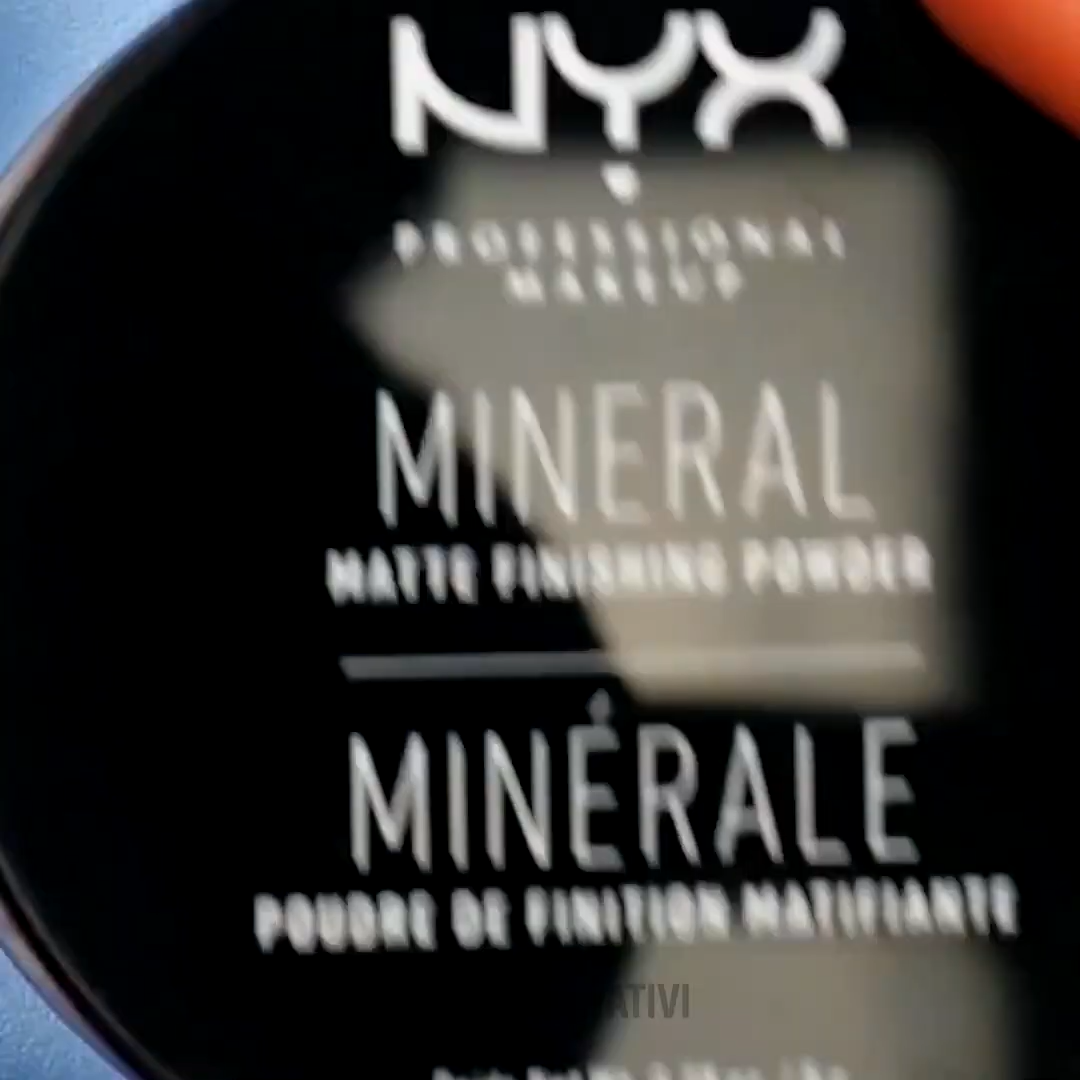 NYX
PROFESSIONAL
MAKEUP
MINERAL
MATTE FINISHING POWDER
MINÉRALE
POUDRE DE FINITION MATIFIANTE